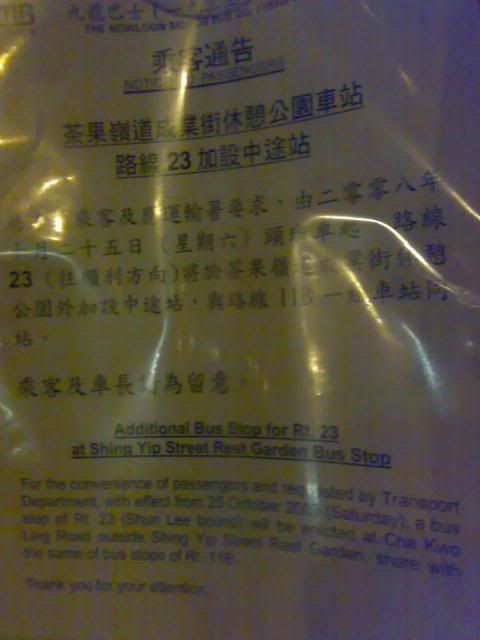 九龍巴士
THE KOWLOON MOTOR BUS CO.
乘客通告
NOTICE PASSENGERS
茶果嶺道成業街休憩公園車站
路線 23 加設中途站
乘客及應運輸署要求，由二零零八年
十月二十五日 (星期六) 頭班車起 路線
23 (往順利方向)將於茶果嶺道成業街休憩
公園外加設中途站，與路線 11B 一站車站同
站。
乘客及車長 為留意。
Additional Bus Stop for Rt. 23
at Shing Yip Street Rest Garden Bus Stop
For the convenience of passengers and requested by Transport
Department, with effect from 25 October 2008 (Saturday), a bus
stop of Rt. 23 (Shun Lee bound) will be erected at Cha Kwo
Ling Road outside Shing Yip Street Rest Garden, share with
the same of bus stops of Rt. 11B.
Thank you for your attention.